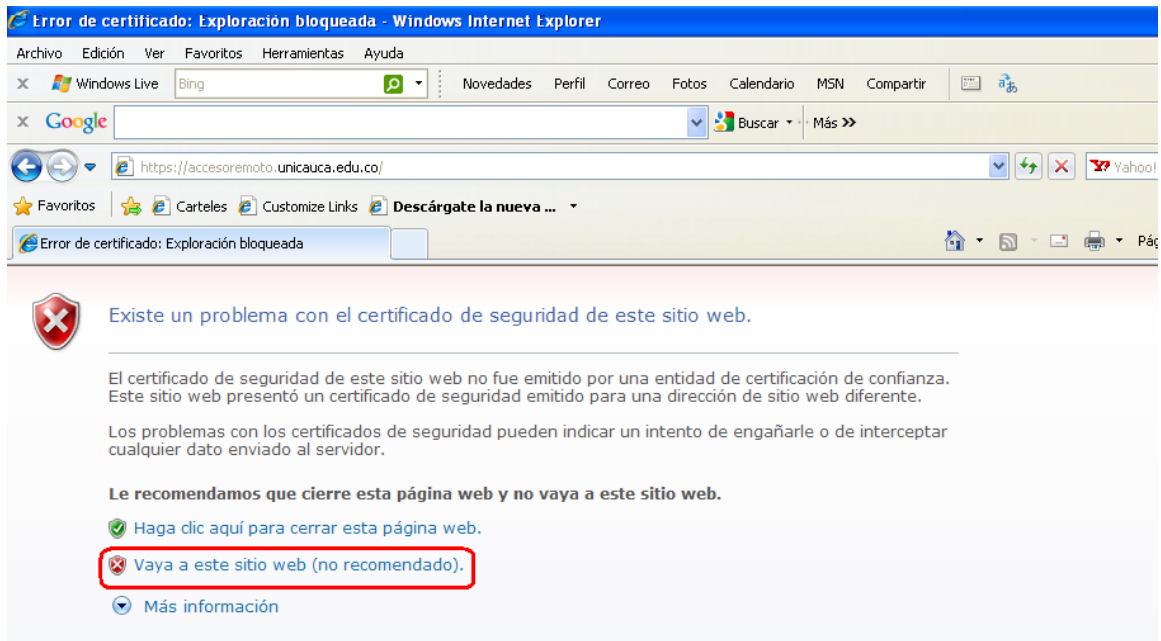 Error de certificado: Exploración bloqueada - Windows Internet Explorer
Archivo Edición Ver Favoritos Herramientas Ayuda
X Windows Live Bing Novedades Perfil Correo Fotos Calendario MSN Compartir
x Google Buscar Más >>
https://accesoremoto.unicauca.edu.co/ Yahoo!
Favoritos Carteles Customize Links Descárgate la nueva ...
Error de certificado: Exploración bloqueada Pág
Existe un problema con el certificado de seguridad de este sitio web.
El certificado de seguridad de este sitio web no fue emitido por una entidad de certificación de confianza.
Este sitio web presentó un certificado de seguridad emitido para una dirección de sitio web diferente.
Los problemas con los certificados de seguridad pueden indicar un intento de engañarle o de interceptar
cualquier dato enviado al servidor.
Le recomendamos que cierre esta página web y no vaya a este sitio web.
Haga clic aquí para cerrar esta página web.
Vaya a este sitio web (no recomendado).
Más información